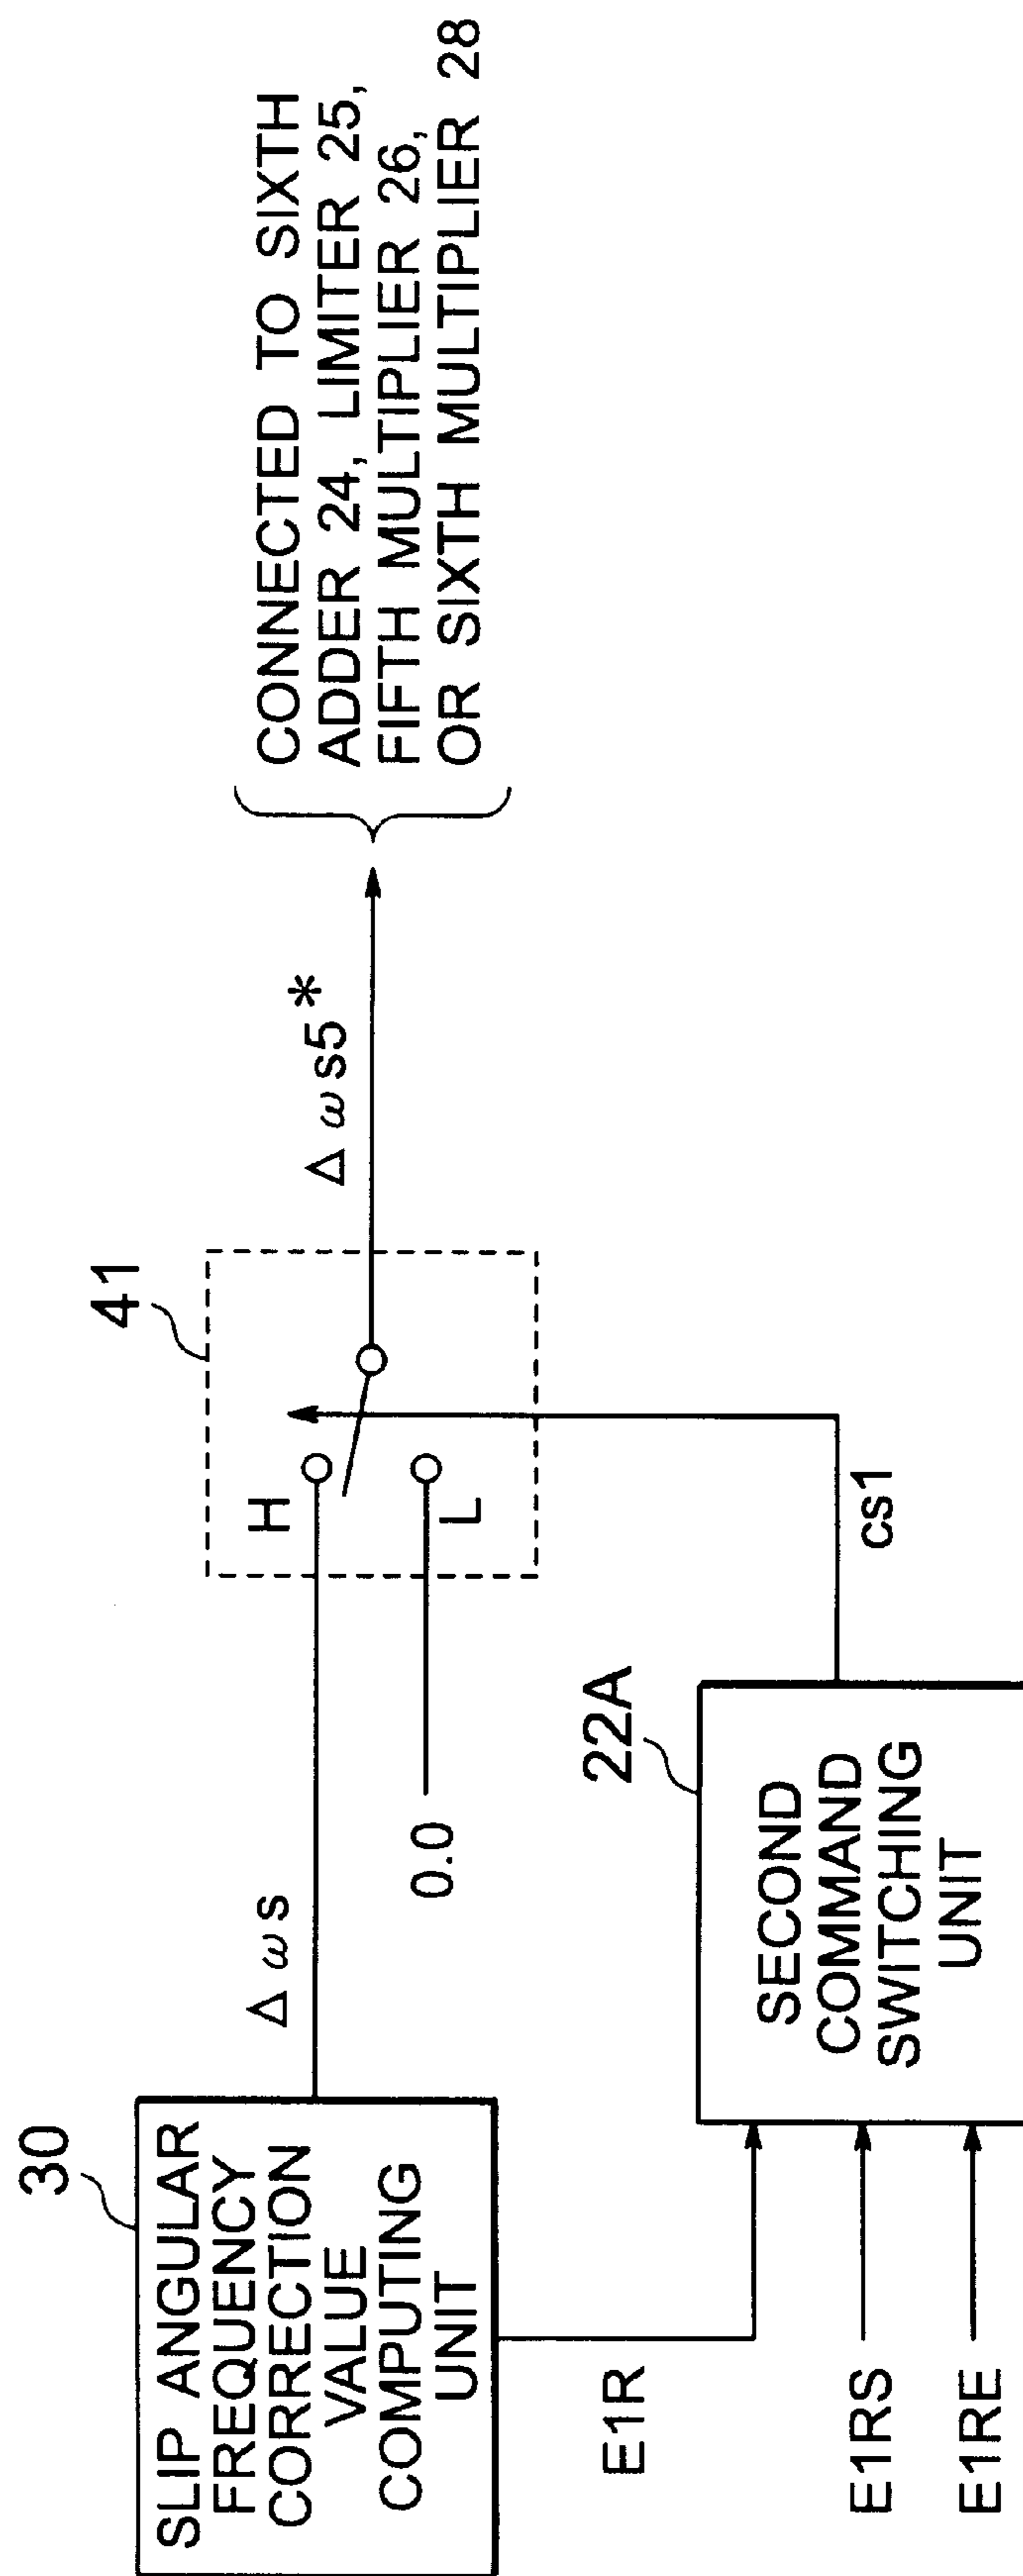 30
SLIP ANGULAR
FREQUENCY
CORRECTION
VALUE
COMPUTING
UNIT
Δωs
0.0
41
H
L
Δωs5*
CONNECTED TO SIXTH
ADDER 24, LIMITER 25,
FIFTH MULTIPLIER 26,
OR SIXTH MULTIPLIER 28
E1R
E1RS
E1RE
22A
SECOND
COMMAND
SWITCHING
UNIT
cs1